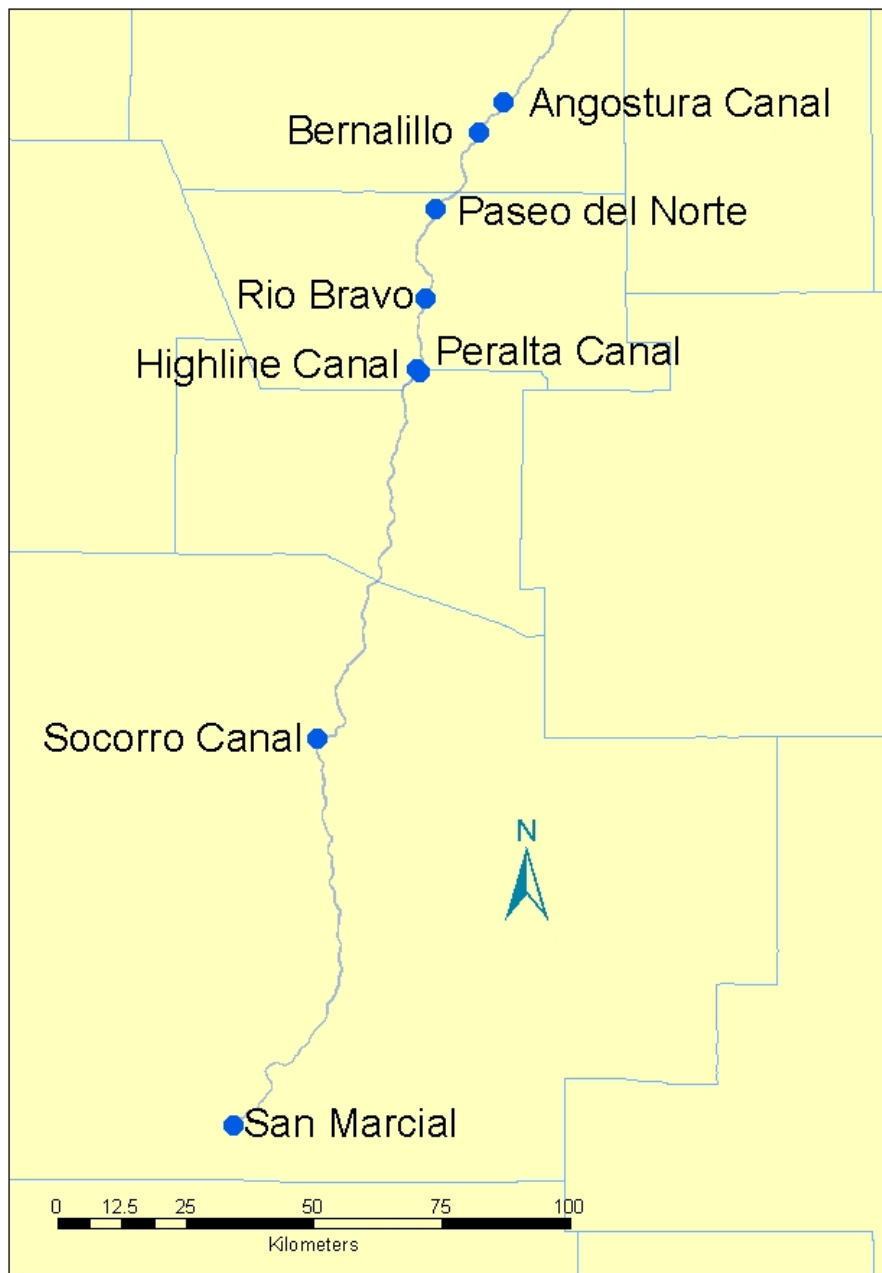 Angostura Canal
Bernalillo
Paseo del Norte
Rio Bravo
Peralta Canal
Highline Canal
Socorro Canal
N
San Marcial
0 12.5 25 50 75 100
Kilometers